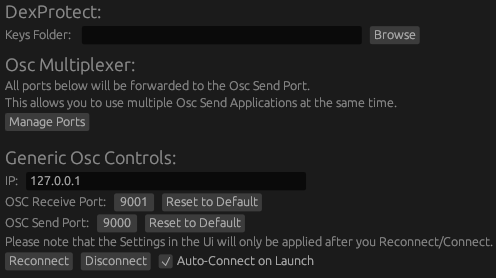 DexProtect:
Keys Folder: Browse
Osc Multiplexer:
All ports below will be forwarded to the Osc Send Port.
This allows you to use multiple Osc Send Applications at the same time.
Manage Ports
Generic Osc Controls:
IP: 127.0.0.1
OSC Receive Port: 9001 Reset to Default
OSC Send Port: 9000 Reset to Default
Please note that the Settings in the Ui will only be applied after you Reconnect/Connect.
Reconnect Disconnect Auto-Connect on Launch